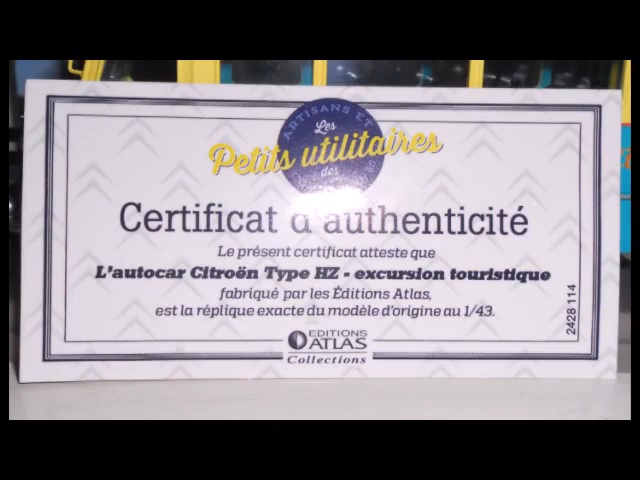 ARTISANS ET
Les
Petits utilitaires
des
Certificat d'authenticité
Le présent certificat atteste que
L'autocar Citroën Type HZ - excursion touristique
fabriqué par les Éditions Atlas,
est la réplique exacte du modèle d'origine au 1/43.
2428 114
EDITIONS
ATLAS
Collections